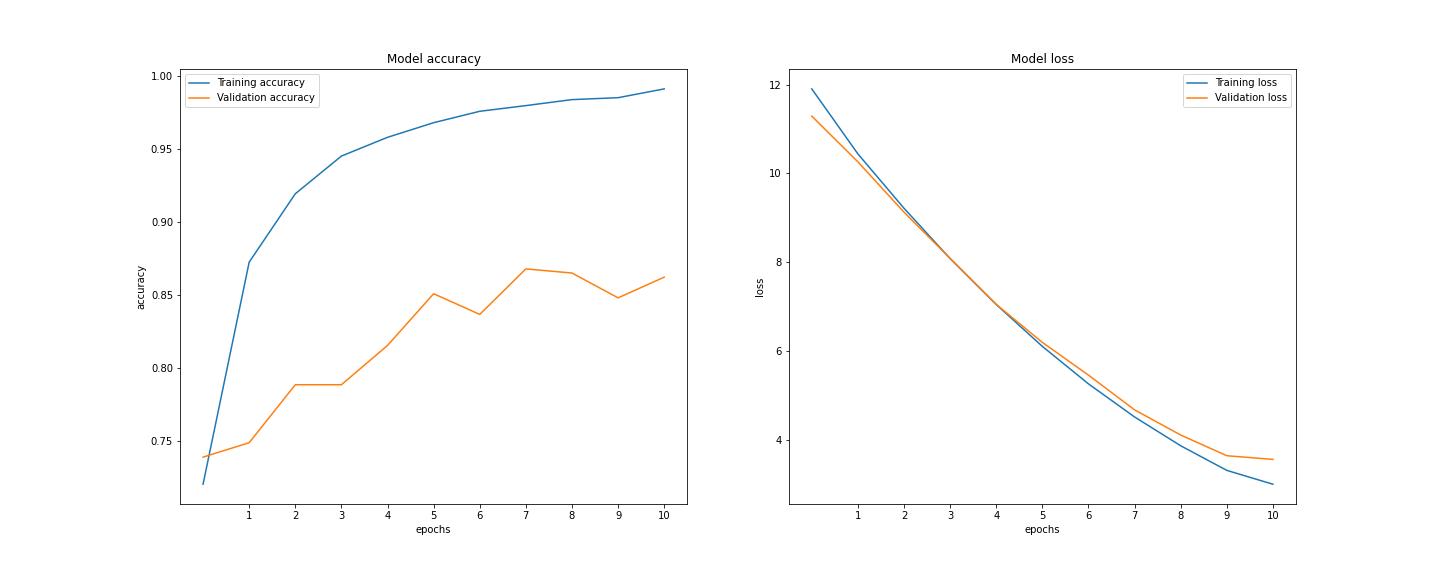 Model accuracy
Training accuracy
Validation accuracy
1.00
0.95
0.90
0.85
0.80
0.75
accuracy
1 2 3 4 5 6 7 8 9 10
epochs
Model loss
Training loss
Validation loss
12
10
8
6
4
loss
1 2 3 4 5 6 7 8 9 10
epochs